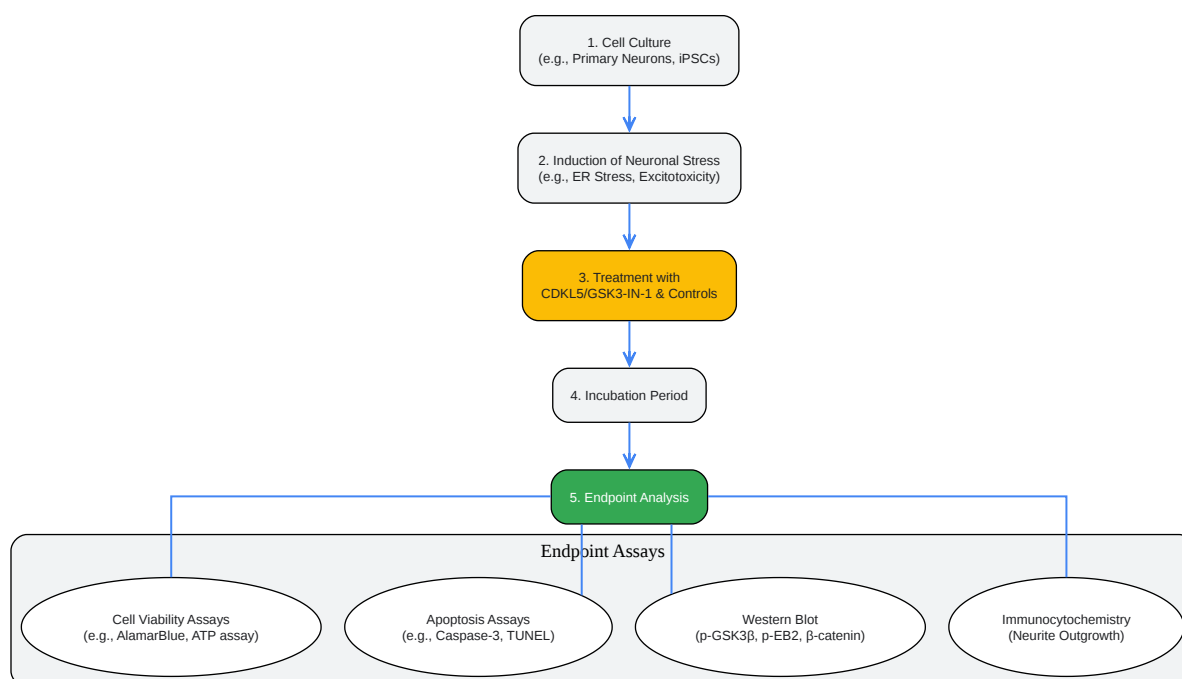 1. Cell Culture
(e.g., Primary Neurons, iPSCs)
2. Induction of Neuronal Stress
(e.g., ER Stress, Excitotoxicity)
3. Treatment with
CDKL5/GSK3-IN-1 & Controls
4. Incubation Period
5. Endpoint Analysis
Endpoint Assays
Cell Viability Assays
(e.g., AlamarBlue, ATP assay)
Apoptosis Assays
(e.g., Caspase-3, TUNEL)
Western Blot
(p-GSK3β, p-EB2, β-catenin)
Immunocytochemistry
(Neurite Outgrowth)